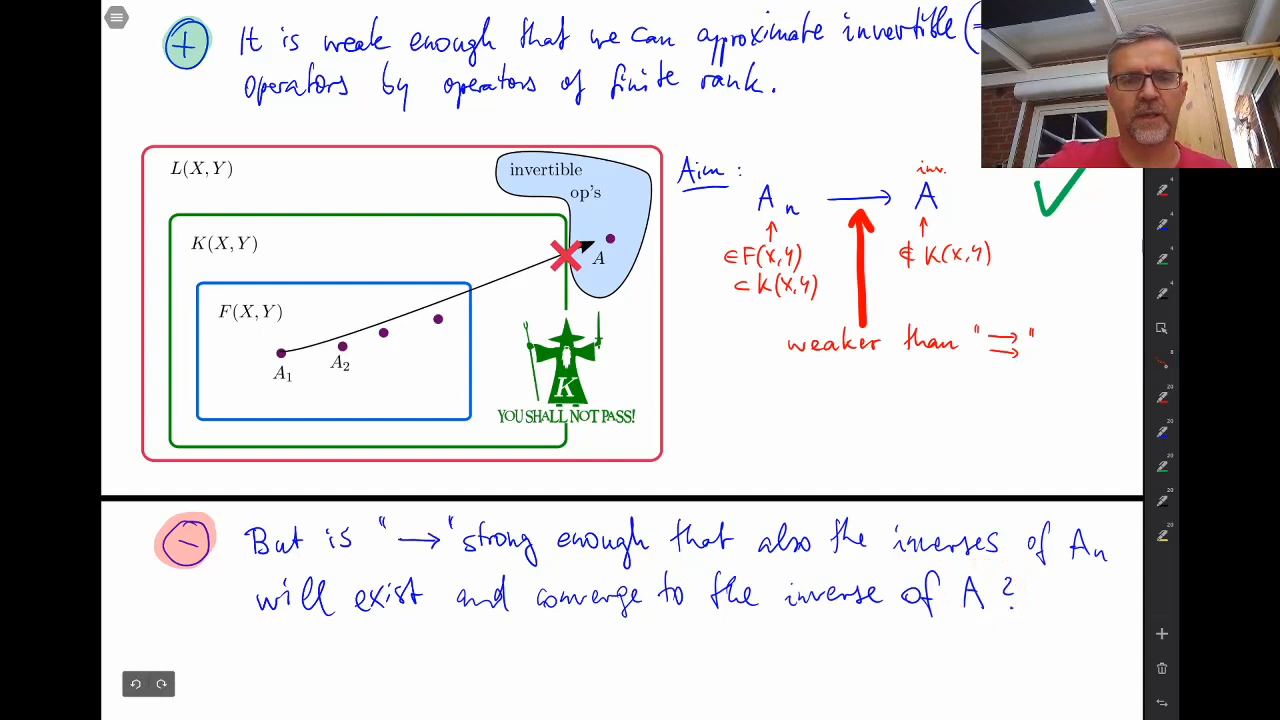 + It is weak enough that we can approximate invertible (
operators by operators of finite rank.
L(X,Y)
invertible
op's
K(X,Y)
A
F(X,Y)
A₁
A₂
K
YOU SHALL NOT PASS!
Aim :
inv.
Aₙ → A
∈ F(X,Y)
⊂ K(X,Y)
∉ K(X,Y)
weaker than "⇉"
− But is "→" strong enough that also the inverses of Aₙ
will exist and converge to the inverse of A ?